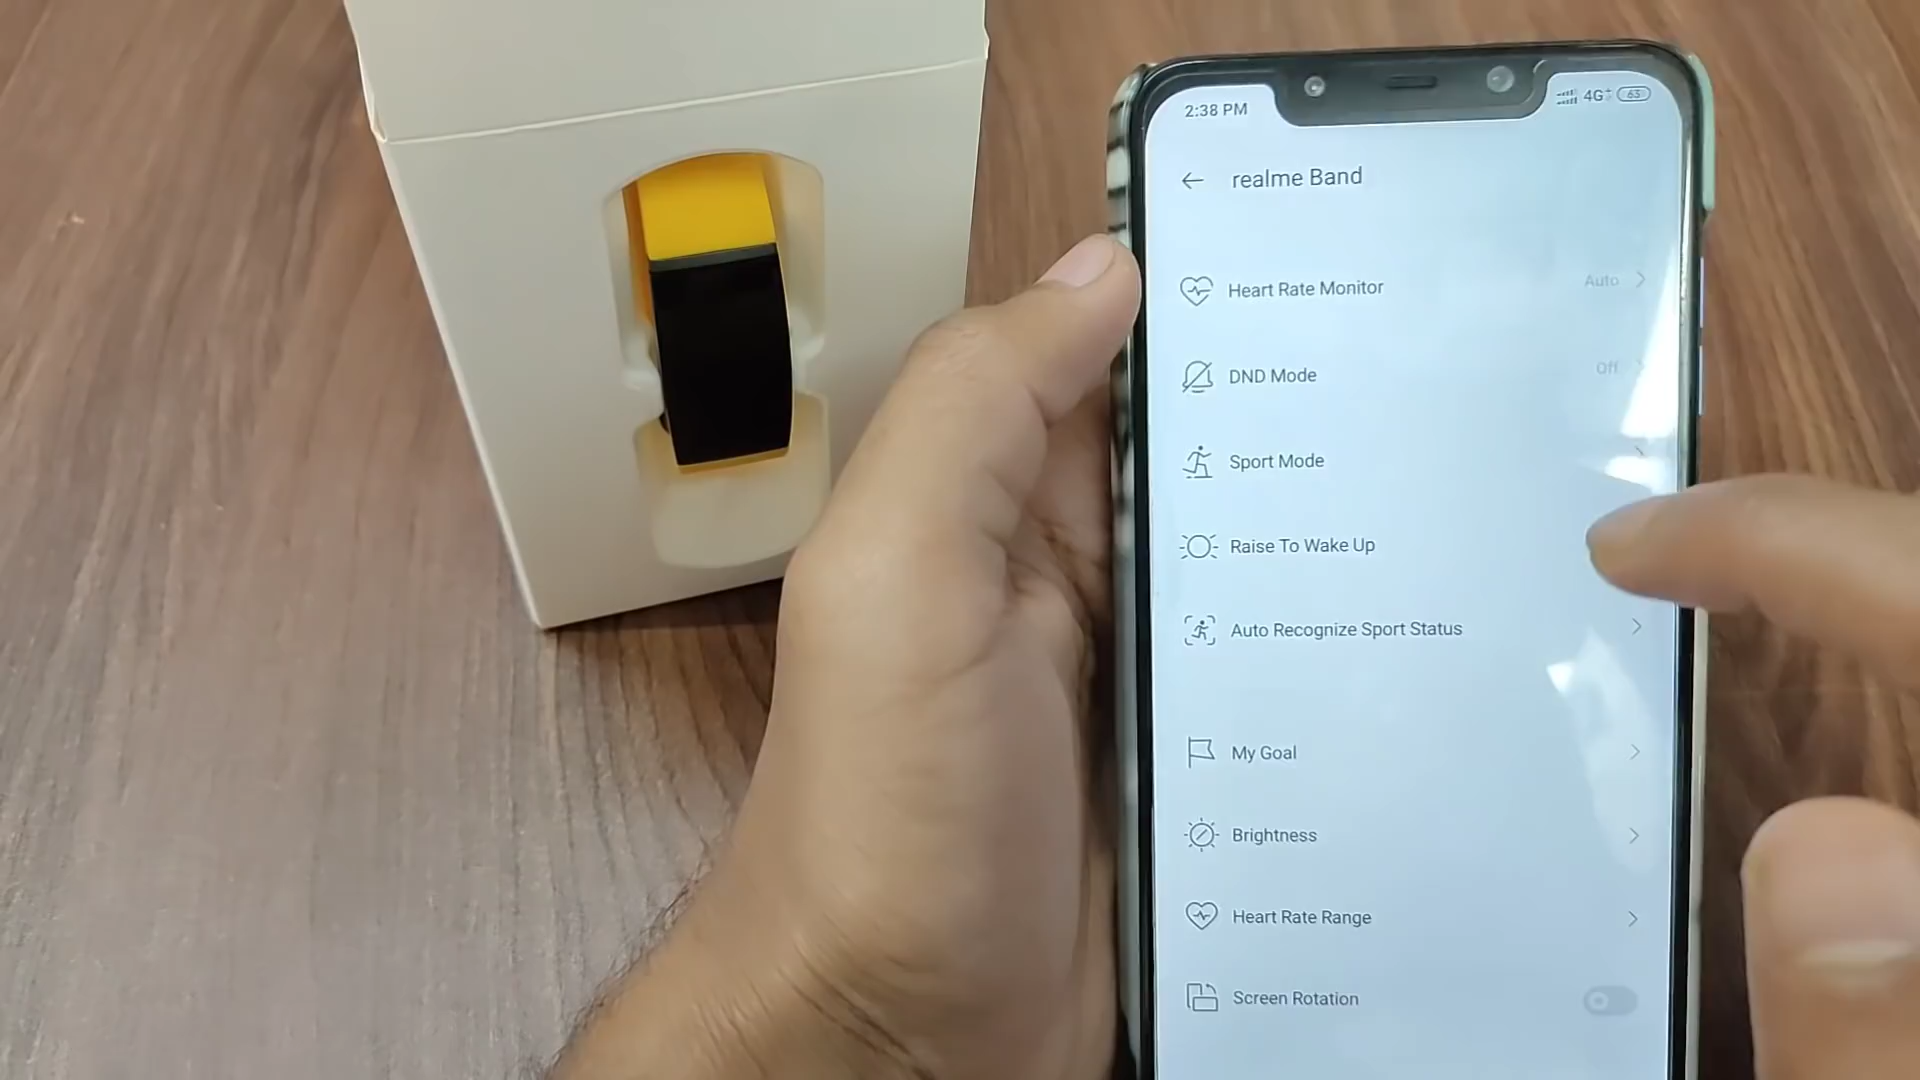 2:38 PM
4G+ 63
realme Band
Heart Rate Monitor Auto
DND Mode Off
Sport Mode
Raise To Wake Up
Auto Recognize Sport Status
My Goal
Brightness
Heart Rate Range
Screen Rotation